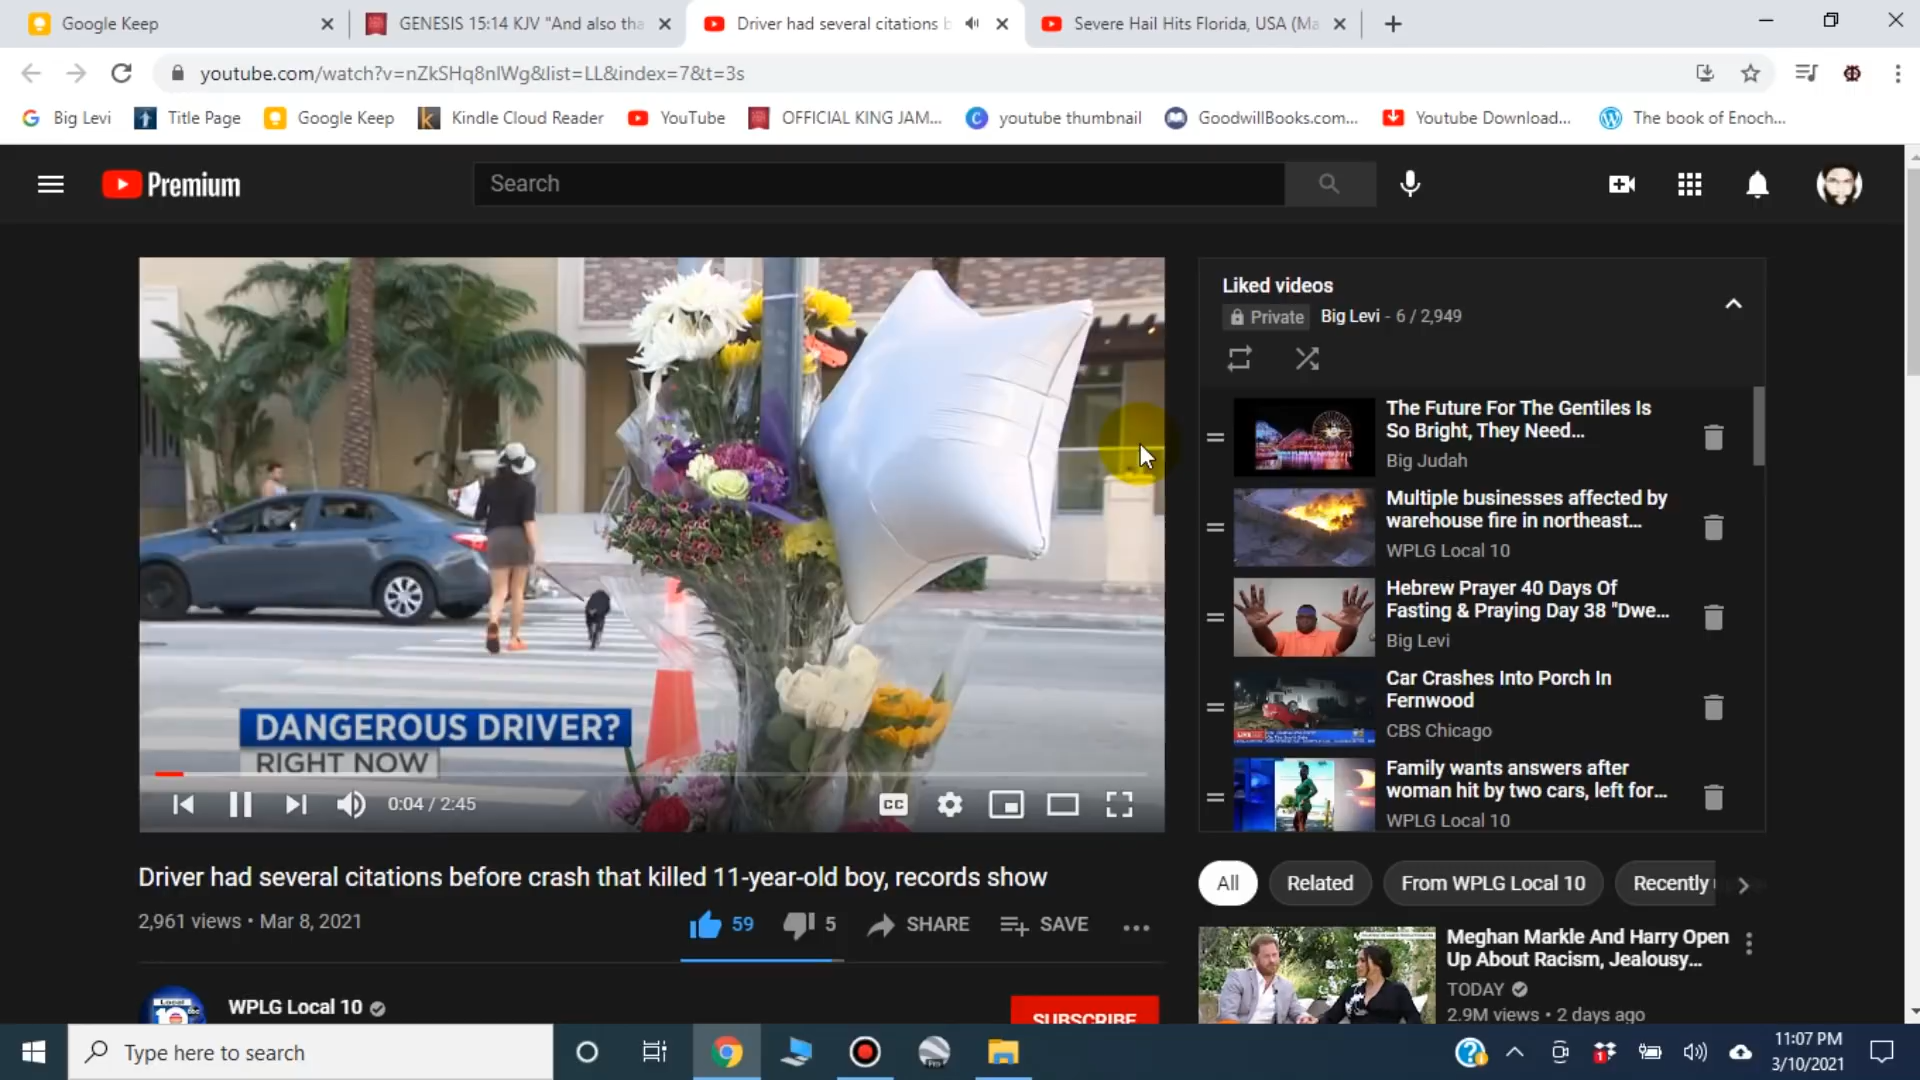 Google Keep
GENESIS 15:14 KJV "And also tha
Driver had several citations b
Severe Hail Hits Florida, USA (Ma
youtube.com/watch?v=nZkSHq8nlWg&list=LL&index=7&t=3s
Big Levi
Title Page
Google Keep
Kindle Cloud Reader
YouTube
OFFICIAL KING JAM...
youtube thumbnail
GoodwillBooks.com...
Youtube Download...
The book of Enoch...
Premium
Search
DANGEROUS DRIVER?
RIGHT NOW
0:04 / 2:45
CC
Driver had several citations before crash that killed 11-year-old boy, records show
2,961 views • Mar 8, 2021
59
5
SHARE
SAVE
WPLG Local 10
SUBSCRIBE
Liked videos
Private Big Levi - 6 / 2,949
The Future For The Gentiles Is
So Bright, They Need...
Big Judah
Multiple businesses affected by
warehouse fire in northeast...
WPLG Local 10
Hebrew Prayer 40 Days Of
Fasting & Praying Day 38 "Dwe...
Big Levi
Car Crashes Into Porch In
Fernwood
CBS Chicago
Family wants answers after
woman hit by two cars, left for...
WPLG Local 10
All
Related
From WPLG Local 10
Recently
Meghan Markle And Harry Open
Up About Racism, Jealousy...
TODAY
2.9M views • 2 days ago
Type here to search
11:07 PM
3/10/2021